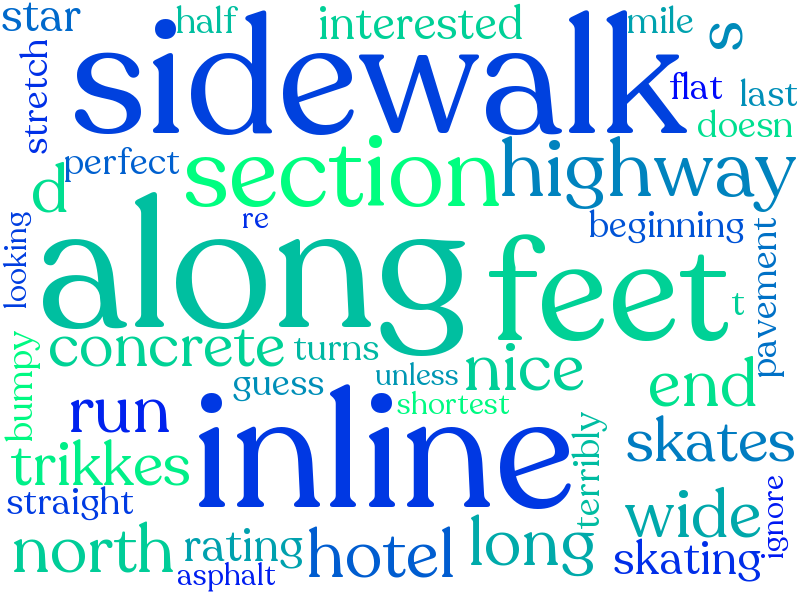 star
half
interested
mile
s
sidewalk
stretch
flat
last
doesn
perfect
section
highway
d
re
beginning
looking
along
feet
t
pavement
concrete
turns
nice
bumpy
guess
unless
shortest
end
run
inline
skates
trikkes
terribly
straight
ignore
wide
north
rating
hotel
long
skating
asphalt